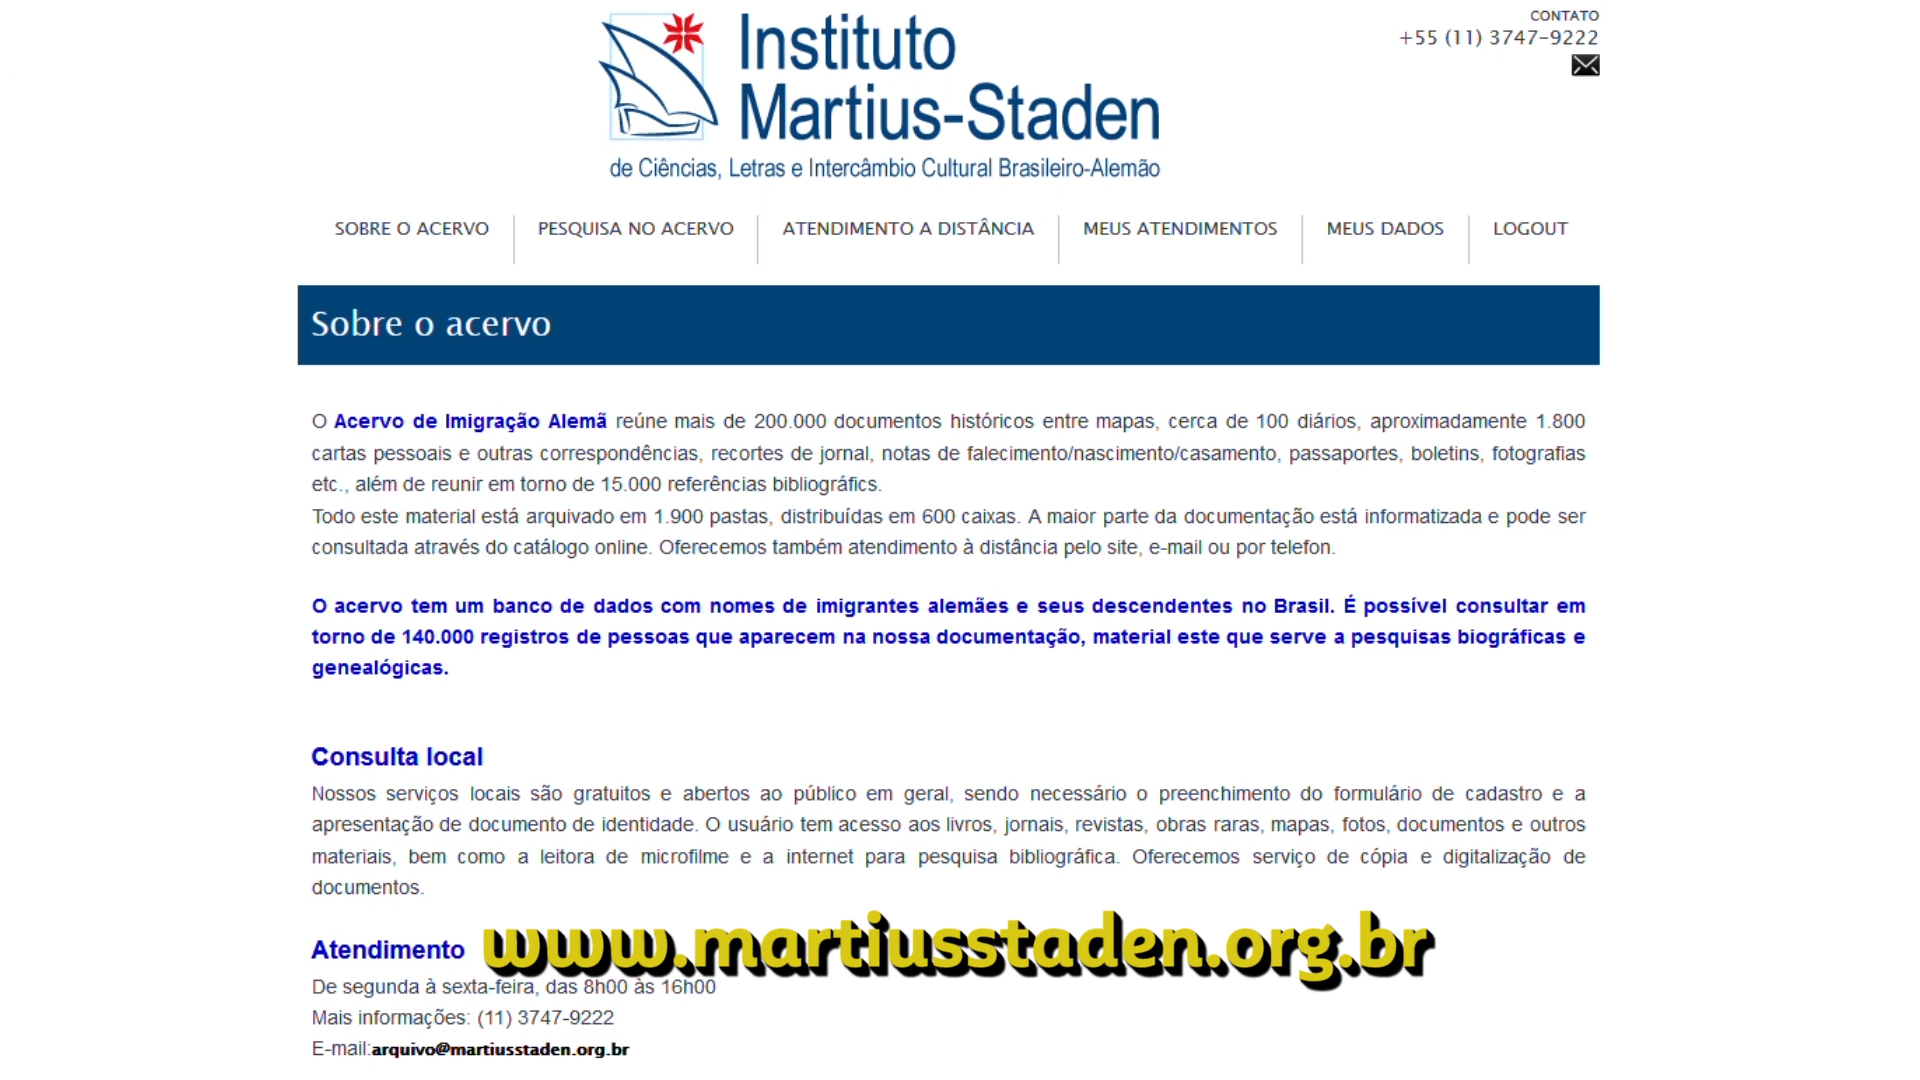 Instituto
Martius-Staden
de Ciências, Letras e Intercâmbio Cultural Brasileiro-Alemão
CONTATO
+55 (11) 3747-9222
SOBRE O ACERVO PESQUISA NO ACERVO ATENDIMENTO A DISTÂNCIA MEUS ATENDIMENTOS MEUS DADOS LOGOUT
Sobre o acervo
O Acervo de Imigração Alemã reúne mais de 200.000 documentos históricos entre mapas, cerca de 100 diários, aproximadamente 1.800
cartas pessoais e outras correspondências, recortes de jornal, notas de falecimento/nascimento/casamento, passaportes, boletins, fotografias
etc., além de reunir em torno de 15.000 referências bibliográfics.
Todo este material está arquivado em 1.900 pastas, distribuídas em 600 caixas. A maior parte da documentação está informatizada e pode ser
consultada através do catálogo online. Oferecemos também atendimento à distância pelo site, e-mail ou por telefon.
O acervo tem um banco de dados com nomes de imigrantes alemães e seus descendentes no Brasil. É possível consultar em
torno de 140.000 registros de pessoas que aparecem na nossa documentação, material este que serve a pesquisas biográficas e
genealógicas.
Consulta local
Nossos serviços locais são gratuitos e abertos ao público em geral, sendo necessário o preenchimento do formulário de cadastro e a
apresentação de documento de identidade. O usuário tem acesso aos livros, jornais, revistas, obras raras, mapas, fotos, documentos e outros
materiais, bem como a leitora de microfilme e a internet para pesquisa bibliográfica. Oferecemos serviço de cópia e digitalização de
documentos.
Atendimento
www.martiusstaden.org.br
De segunda à sexta-feira, das 8h00 às 16h00
Mais informações: (11) 3747-9222
E-mail:arquivo@martiusstaden.org.br